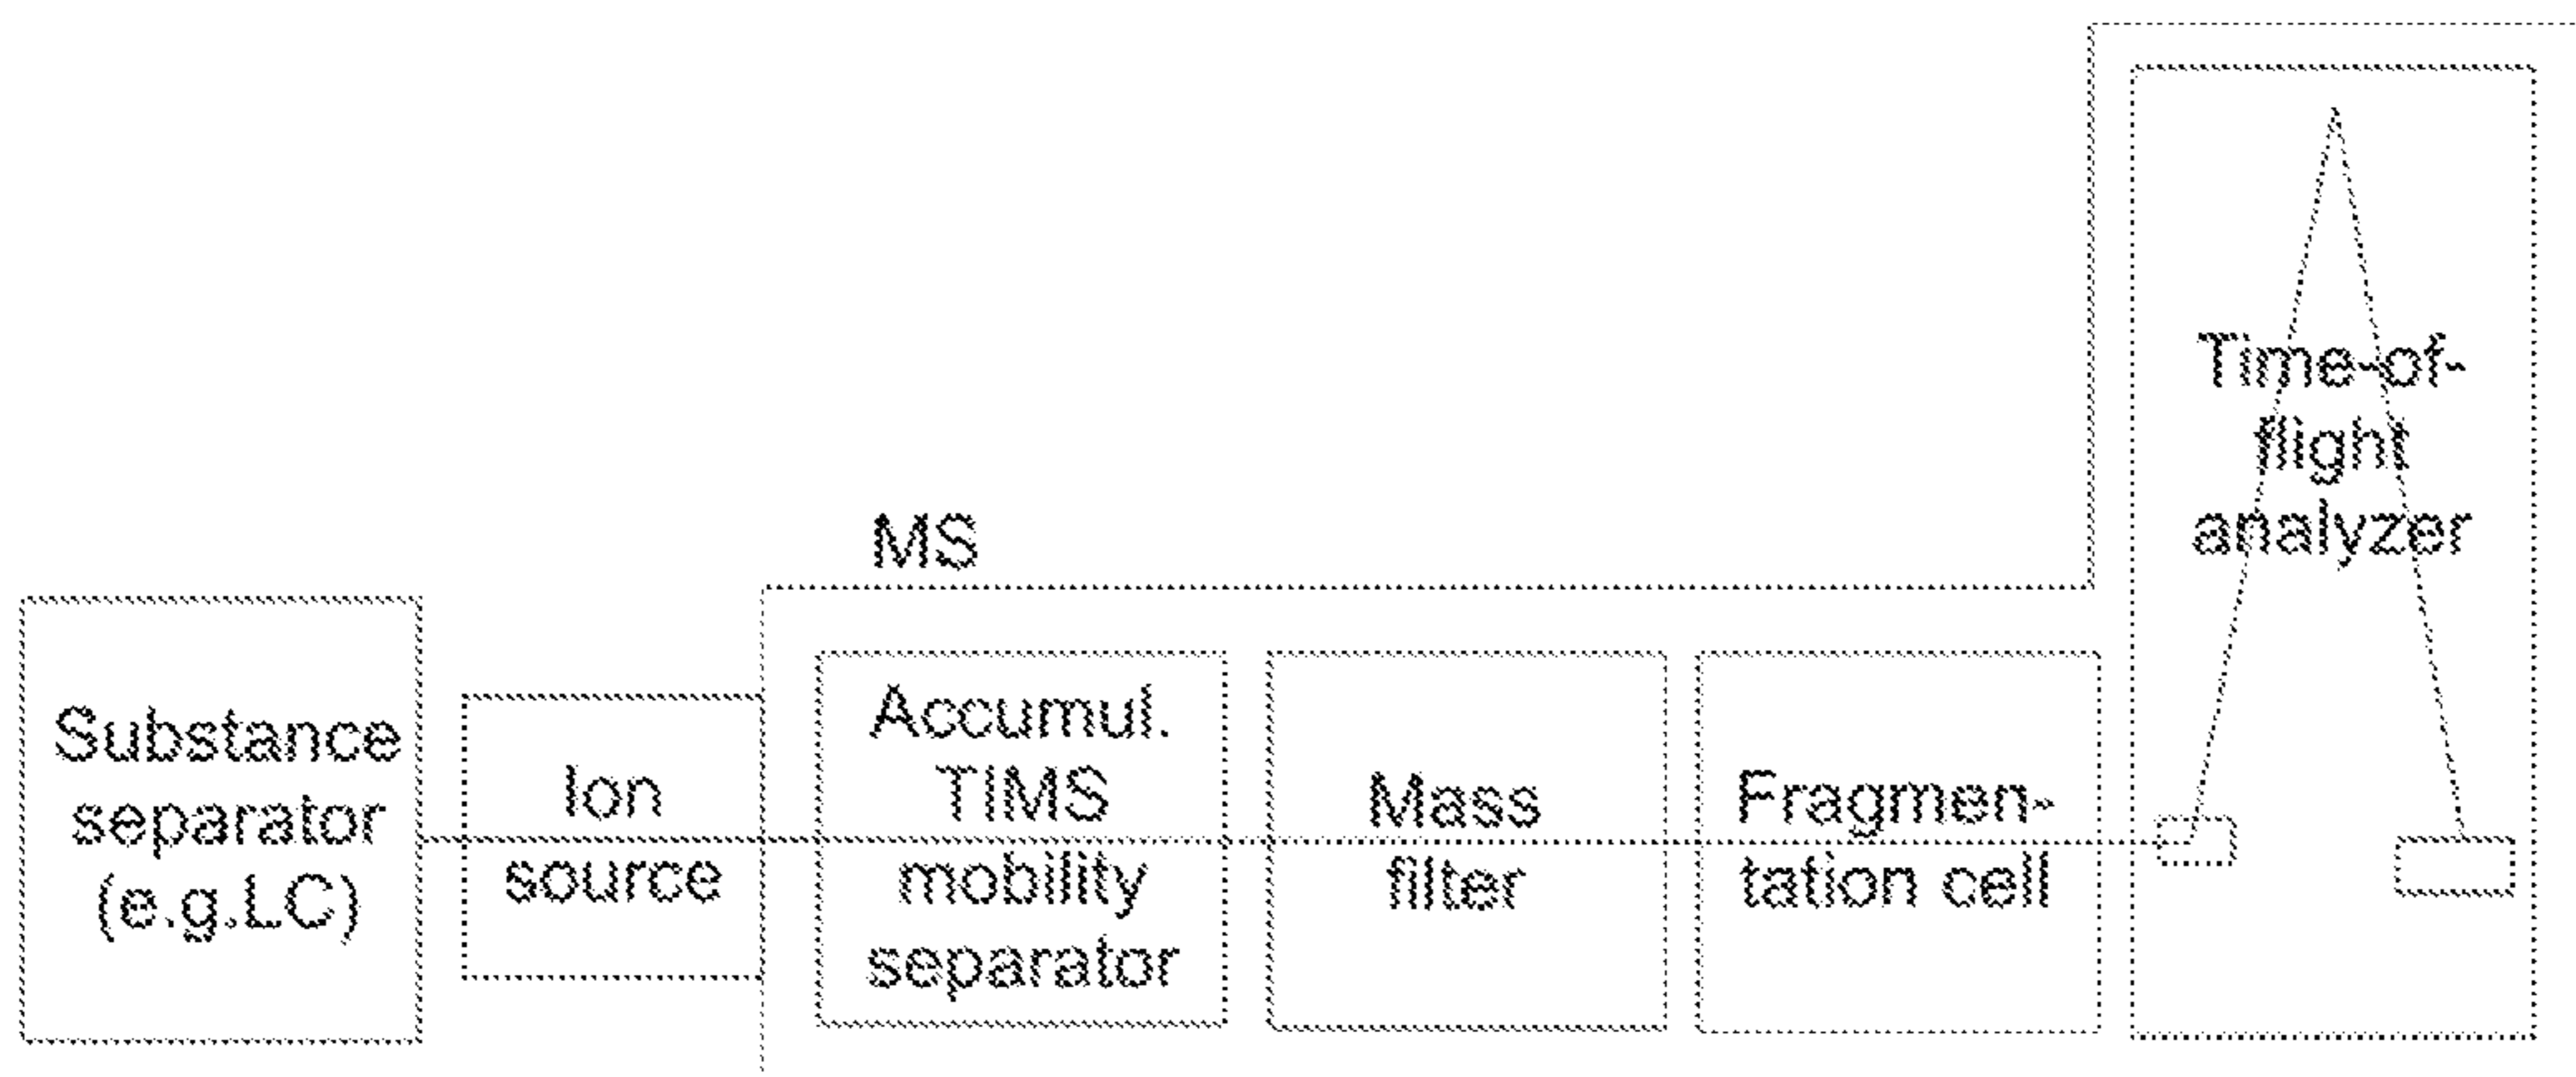 Time-of-
flight
analyzer
MS
Substance
separator
(e.g.LC)
Ion
source
Accumul.
TIMS
mobility
separator
Mass
filter
Fragmen-
tation cell